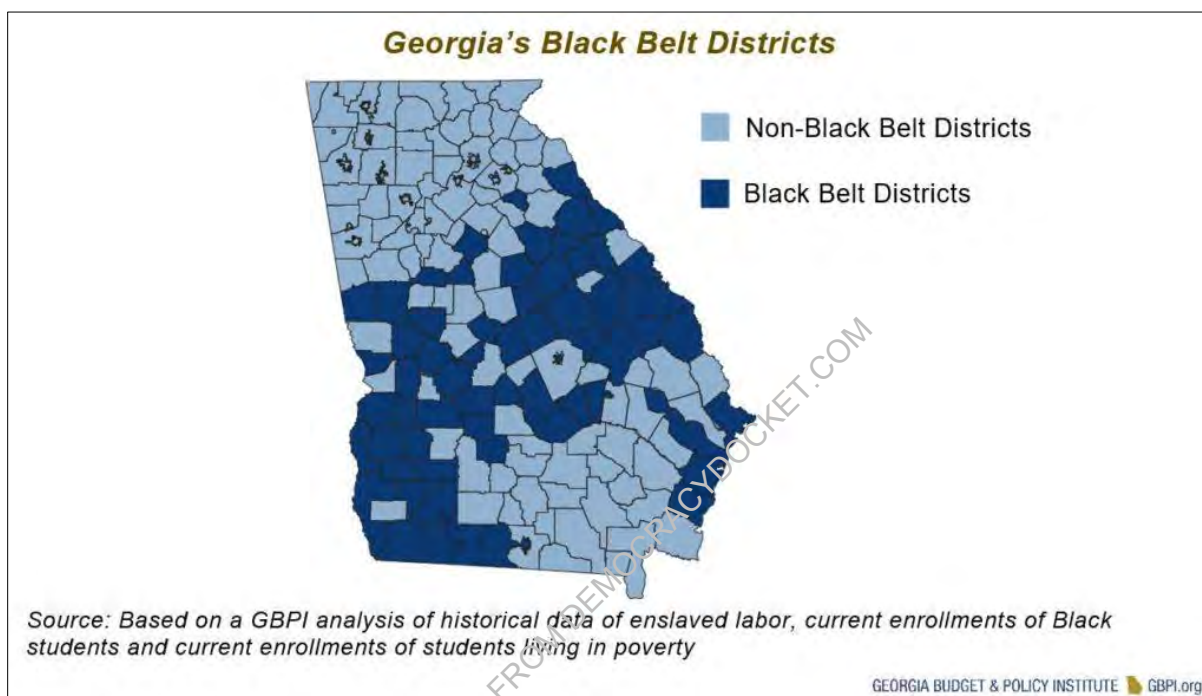 Georgia's Black Belt Districts
Non-Black Belt Districts
Black Belt Districts
FROM DEMOCRACYDOCKET.COM
Source: Based on a GBPI analysis of historical data of enslaved labor, current enrollments of Black
students and current enrollments of students living in poverty
GEORGIA BUDGET & POLICY INSTITUTE GBPI.org